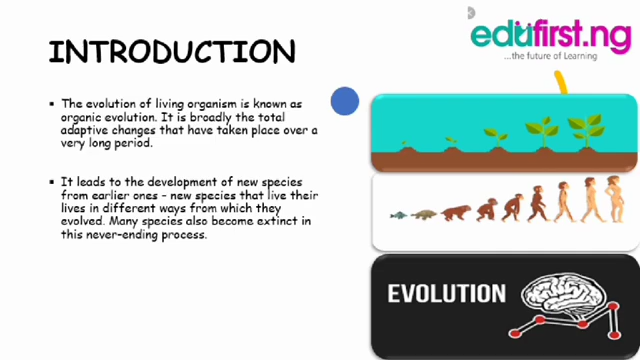 edufirst.ng
...the future of Learning
INTRODUCTION
▪ The evolution of living organism is known as
organic evolution. It is broadly the total
adaptive changes that have taken place over a
very long period.
▪ It leads to the development of new species
from earlier ones – new species that live their
lives in different ways from which they
evolved. Many species also become extinct in
this never-ending process.
EVOLUTION